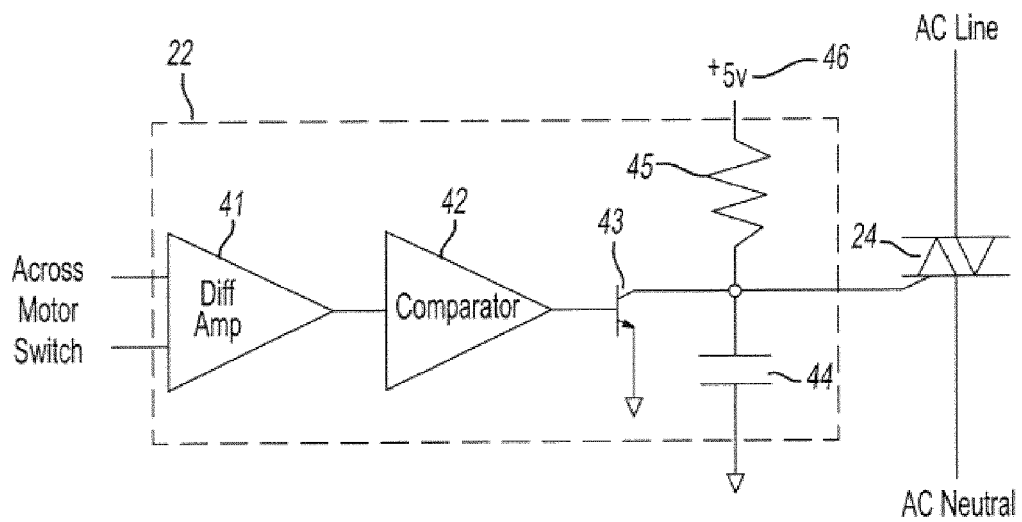 AC Line
22
+5v
46
45
41
42
43
24
Across
Motor
Switch
Diff
Amp
Comparator
44
AC Neutral